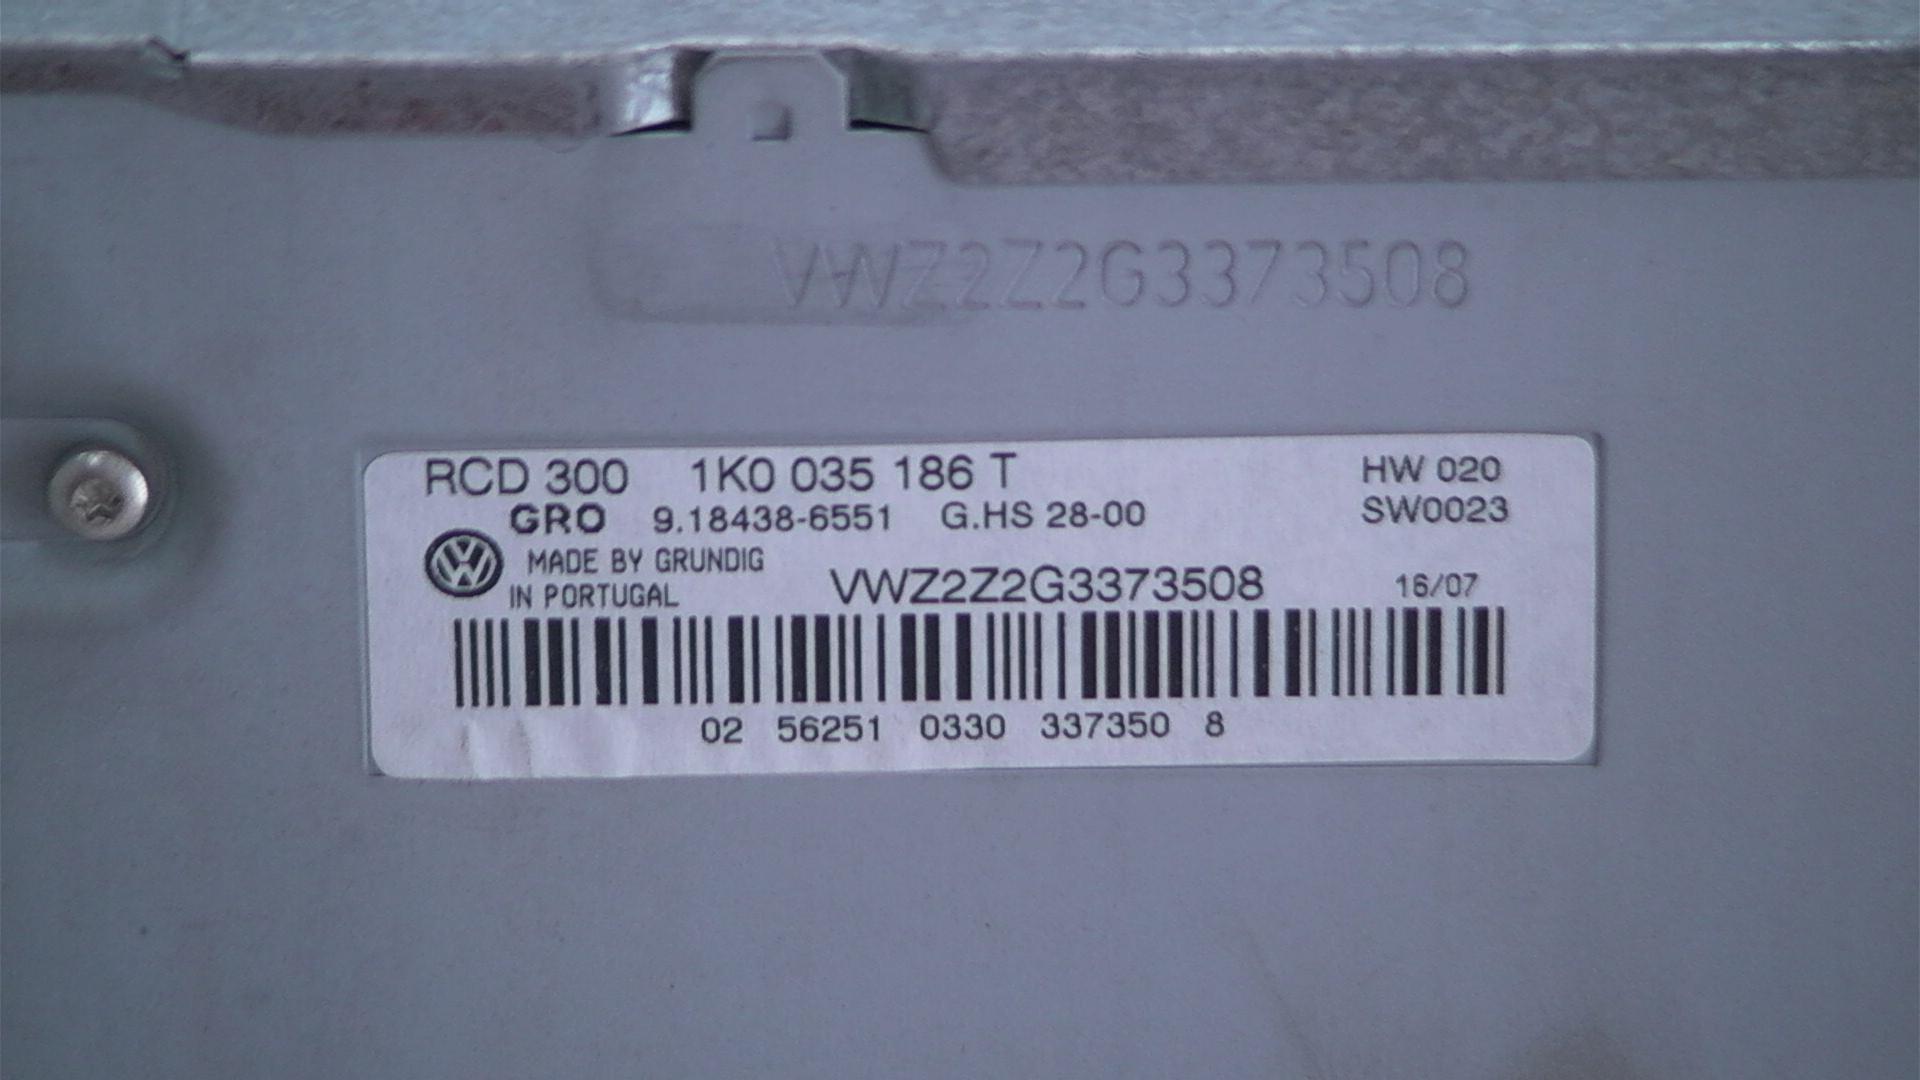 VWZ2Z2G3373508
RCD 300 1K0 035 186 T HW 020
GRO 9.18438-6551 G.HS 28-00 SW0023
MADE BY GRUNDIG
IN PORTUGAL VWZ2Z2G3373508 16/07
02 56251 0330 337350 8